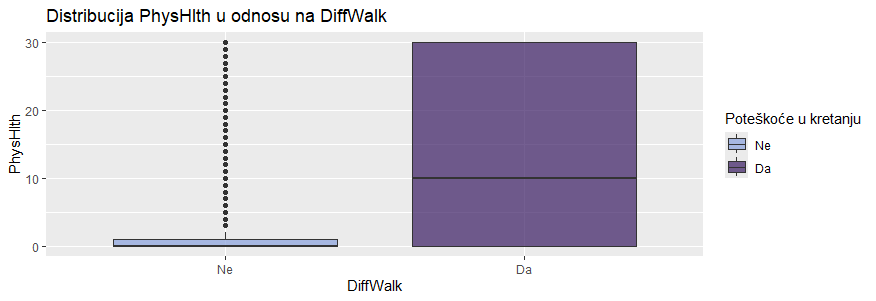 Distribucija PhysHlth u odnosu na DiffWalk
30
20
10
0
PhysHlth
Ne
Da
DiffWalk
Poteškoće u kretanju
Ne
Da